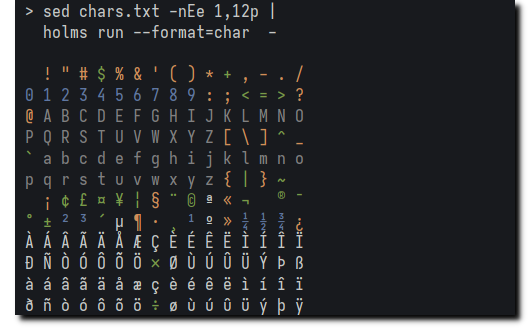 > sed chars.txt -nEe 1,12p |
holms run --format=char  -
! " # $ % & ' ( ) * + , - . /
0 1 2 3 4 5 6 7 8 9 : ; < = > ?
@ A B C D E F G H I J K L M N O
P Q R S T U V W X Y Z [ \ ] ^ _
` a b c d e f g h i j k l m n o
p q r s t u v w x y z { | } ~
¡ ¢ £ ¤ ¥ ¦ § ¨ © ª « ¬ ® ¯
° ± ² ³ ´ µ ¶ · ¸ ¹ º » ¼ ½ ¾ ¿
À Á Â Ã Ä Å Æ Ç È É Ê Ë Ì Í Î Ï
Ð Ñ Ò Ó Ô Õ Ö × Ø Ù Ú Û Ü Ý Þ ß
à á â ã ä å æ ç è é ê ë ì í î ï
ð ñ ò ó ô õ ö ÷ ø ù ú û ü ý þ ÿ